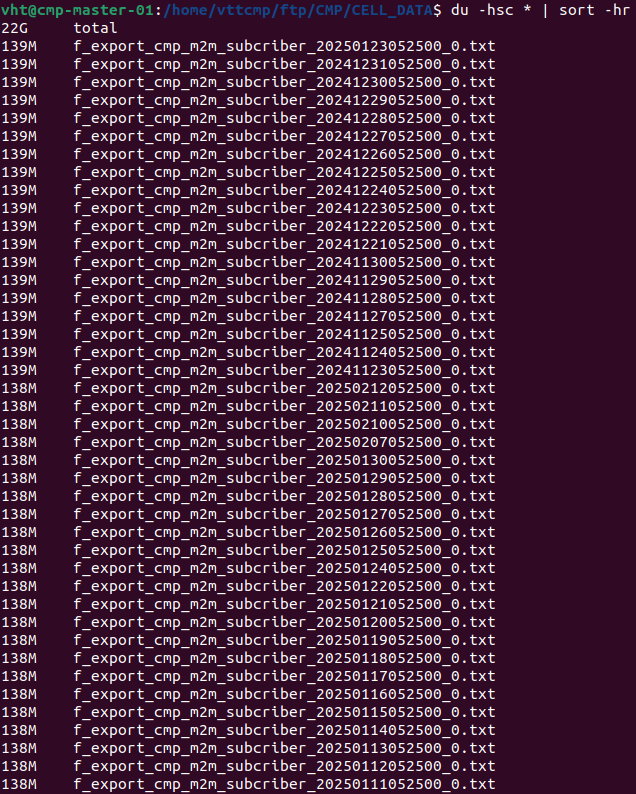 vht@cmp-master-01:/home/vttcmp/ftp/CMP/CELL_DATA$ du -hsc * | sort -hr
22G total
139M f_export_cmp_m2m_subcriber_20250123052500_0.txt
139M f_export_cmp_m2m_subcriber_20241231052500_0.txt
139M f_export_cmp_m2m_subcriber_20241230052500_0.txt
139M f_export_cmp_m2m_subcriber_20241229052500_0.txt
139M f_export_cmp_m2m_subcriber_20241228052500_0.txt
139M f_export_cmp_m2m_subcriber_20241227052500_0.txt
139M f_export_cmp_m2m_subcriber_20241226052500_0.txt
139M f_export_cmp_m2m_subcriber_20241225052500_0.txt
139M f_export_cmp_m2m_subcriber_20241224052500_0.txt
139M f_export_cmp_m2m_subcriber_20241223052500_0.txt
139M f_export_cmp_m2m_subcriber_20241222052500_0.txt
139M f_export_cmp_m2m_subcriber_20241221052500_0.txt
139M f_export_cmp_m2m_subcriber_20241130052500_0.txt
139M f_export_cmp_m2m_subcriber_20241129052500_0.txt
139M f_export_cmp_m2m_subcriber_20241128052500_0.txt
139M f_export_cmp_m2m_subcriber_20241127052500_0.txt
139M f_export_cmp_m2m_subcriber_20241125052500_0.txt
139M f_export_cmp_m2m_subcriber_20241124052500_0.txt
139M f_export_cmp_m2m_subcriber_20241123052500_0.txt
138M f_export_cmp_m2m_subcriber_20250212052500_0.txt
138M f_export_cmp_m2m_subcriber_20250211052500_0.txt
138M f_export_cmp_m2m_subcriber_20250210052500_0.txt
138M f_export_cmp_m2m_subcriber_20250207052500_0.txt
138M f_export_cmp_m2m_subcriber_20250130052500_0.txt
138M f_export_cmp_m2m_subcriber_20250129052500_0.txt
138M f_export_cmp_m2m_subcriber_20250128052500_0.txt
138M f_export_cmp_m2m_subcriber_20250127052500_0.txt
138M f_export_cmp_m2m_subcriber_20250126052500_0.txt
138M f_export_cmp_m2m_subcriber_20250125052500_0.txt
138M f_export_cmp_m2m_subcriber_20250124052500_0.txt
138M f_export_cmp_m2m_subcriber_20250122052500_0.txt
138M f_export_cmp_m2m_subcriber_20250121052500_0.txt
138M f_export_cmp_m2m_subcriber_20250120052500_0.txt
138M f_export_cmp_m2m_subcriber_20250119052500_0.txt
138M f_export_cmp_m2m_subcriber_20250118052500_0.txt
138M f_export_cmp_m2m_subcriber_20250117052500_0.txt
138M f_export_cmp_m2m_subcriber_20250116052500_0.txt
138M f_export_cmp_m2m_subcriber_20250115052500_0.txt
138M f_export_cmp_m2m_subcriber_20250114052500_0.txt
138M f_export_cmp_m2m_subcriber_20250113052500_0.txt
138M f_export_cmp_m2m_subcriber_20250112052500_0.txt
138M f_export_cmp_m2m_subcriber_20250111052500_0.txt